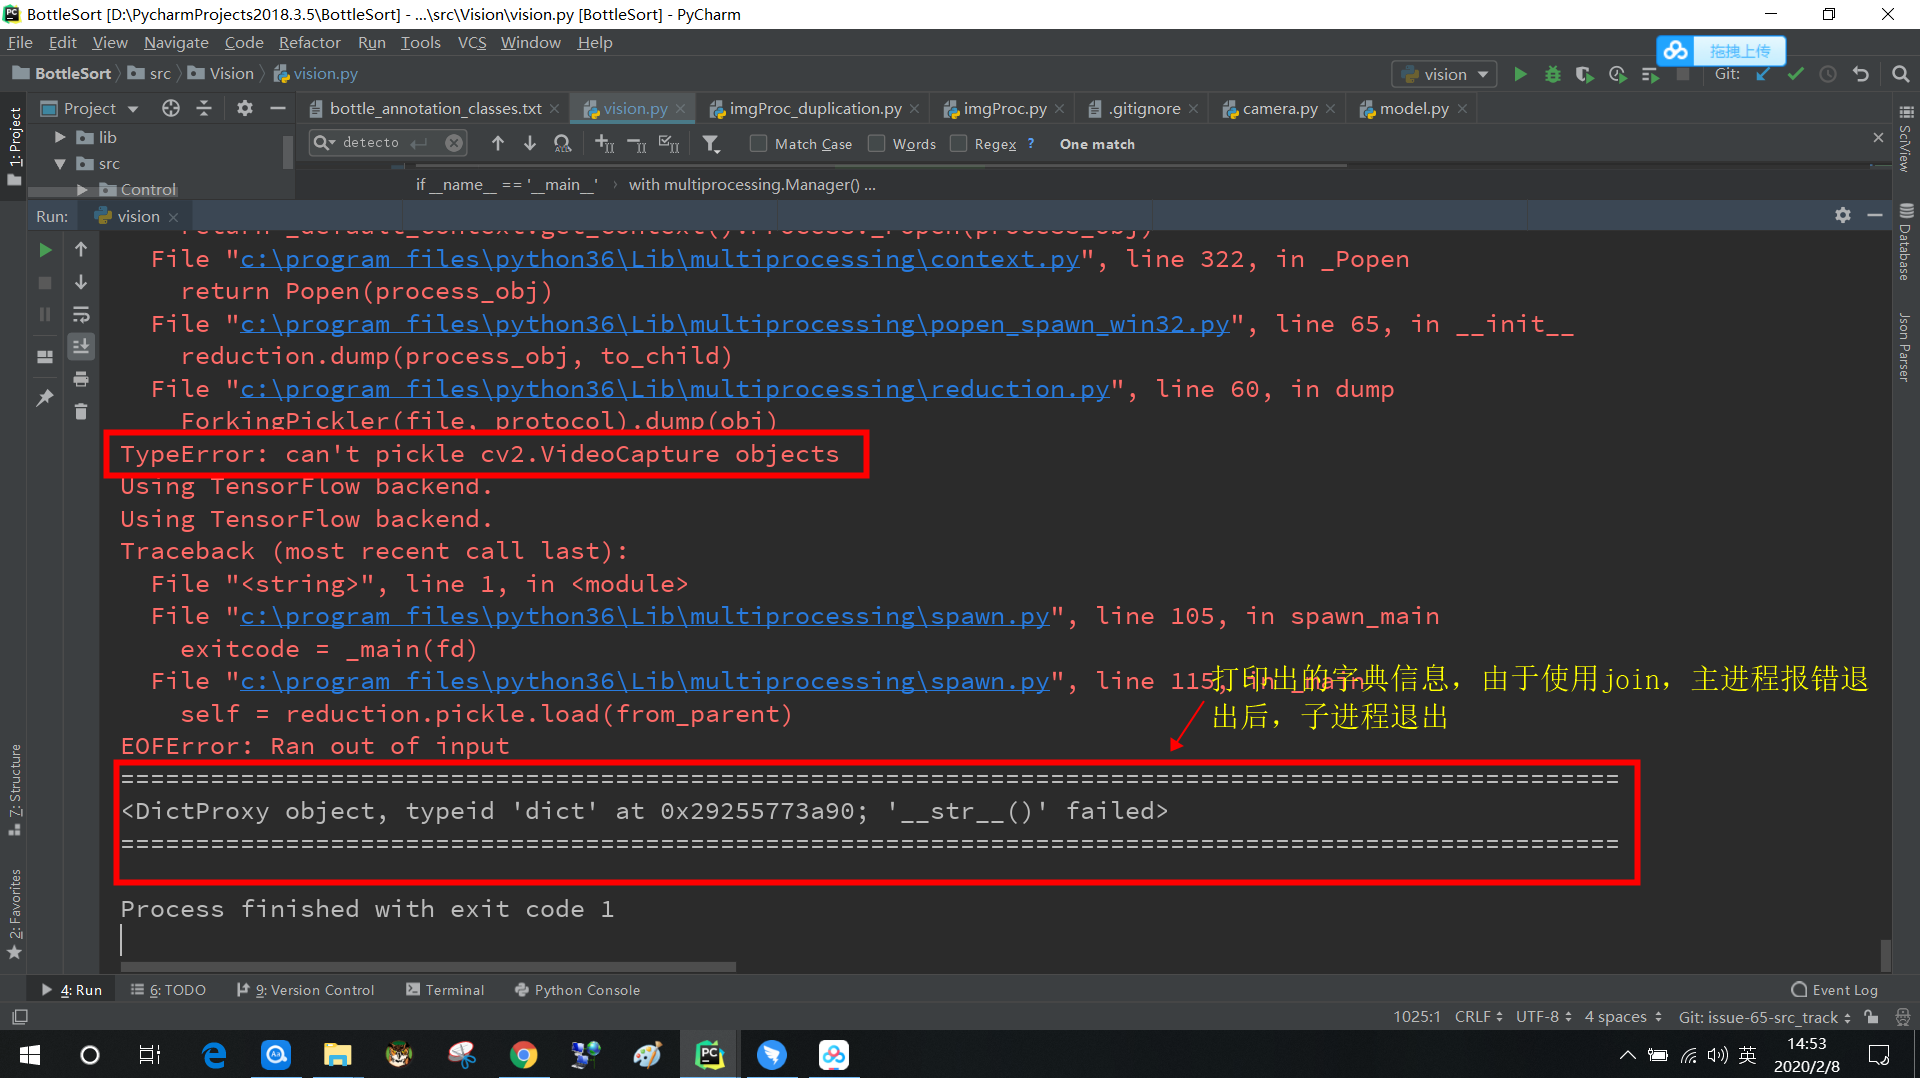 BottleSort [D:\PycharmProjects2018.3.5\BottleSort] - ...\src\Vision\vision.py [BottleSort] - PyCharm
File Edit View Navigate Code Refactor Run Tools VCS Window Help
拖拽上传
BottleSort src Vision vision.py
vision Git:
Project bottle_annotation_classes.txt vision.py imgProc_duplication.py imgProc.py .gitignore camera.py model.py
1: Project
lib
src
Control
detecto Match Case Words Regex ? One match
if __name__ == '__main__' › with multiprocessing.Manager() ...
SciView
Database
Json Parser
Run: vision
return _default_context.get_context().Process._Popen(process_obj)
File "c:\program files\python36\Lib\multiprocessing\context.py", line 322, in _Popen
return Popen(process_obj)
File "c:\program files\python36\Lib\multiprocessing\popen_spawn_win32.py", line 65, in __init__
reduction.dump(process_obj, to_child)
File "c:\program files\python36\Lib\multiprocessing\reduction.py", line 60, in dump
ForkingPickler(file, protocol).dump(obj)
TypeError: can't pickle cv2.VideoCapture objects
Using TensorFlow backend.
Using TensorFlow backend.
Traceback (most recent call last):
File "<string>", line 1, in <module>
File "c:\program files\python36\Lib\multiprocessing\spawn.py", line 105, in spawn_main
exitcode = _main(fd)
File "c:\program files\python36\Lib\multiprocessing\spawn.py", line 115, in _main
self = reduction.pickle.load(from_parent)
EOFError: Ran out of input
打印出的字典信息，由于使用join，主进程报错退
出后，子进程退出
====================================================================================================
<DictProxy object, typeid 'dict' at 0x29255773a90; '__str__()' failed>
====================================================================================================
Process finished with exit code 1
7: Structure
2: Favorites
4: Run 6: TODO 9: Version Control Terminal Python Console Event Log
1025:1 CRLF UTF-8 4 spaces Git: issue-65-src_track
英
14:53
2020/2/8